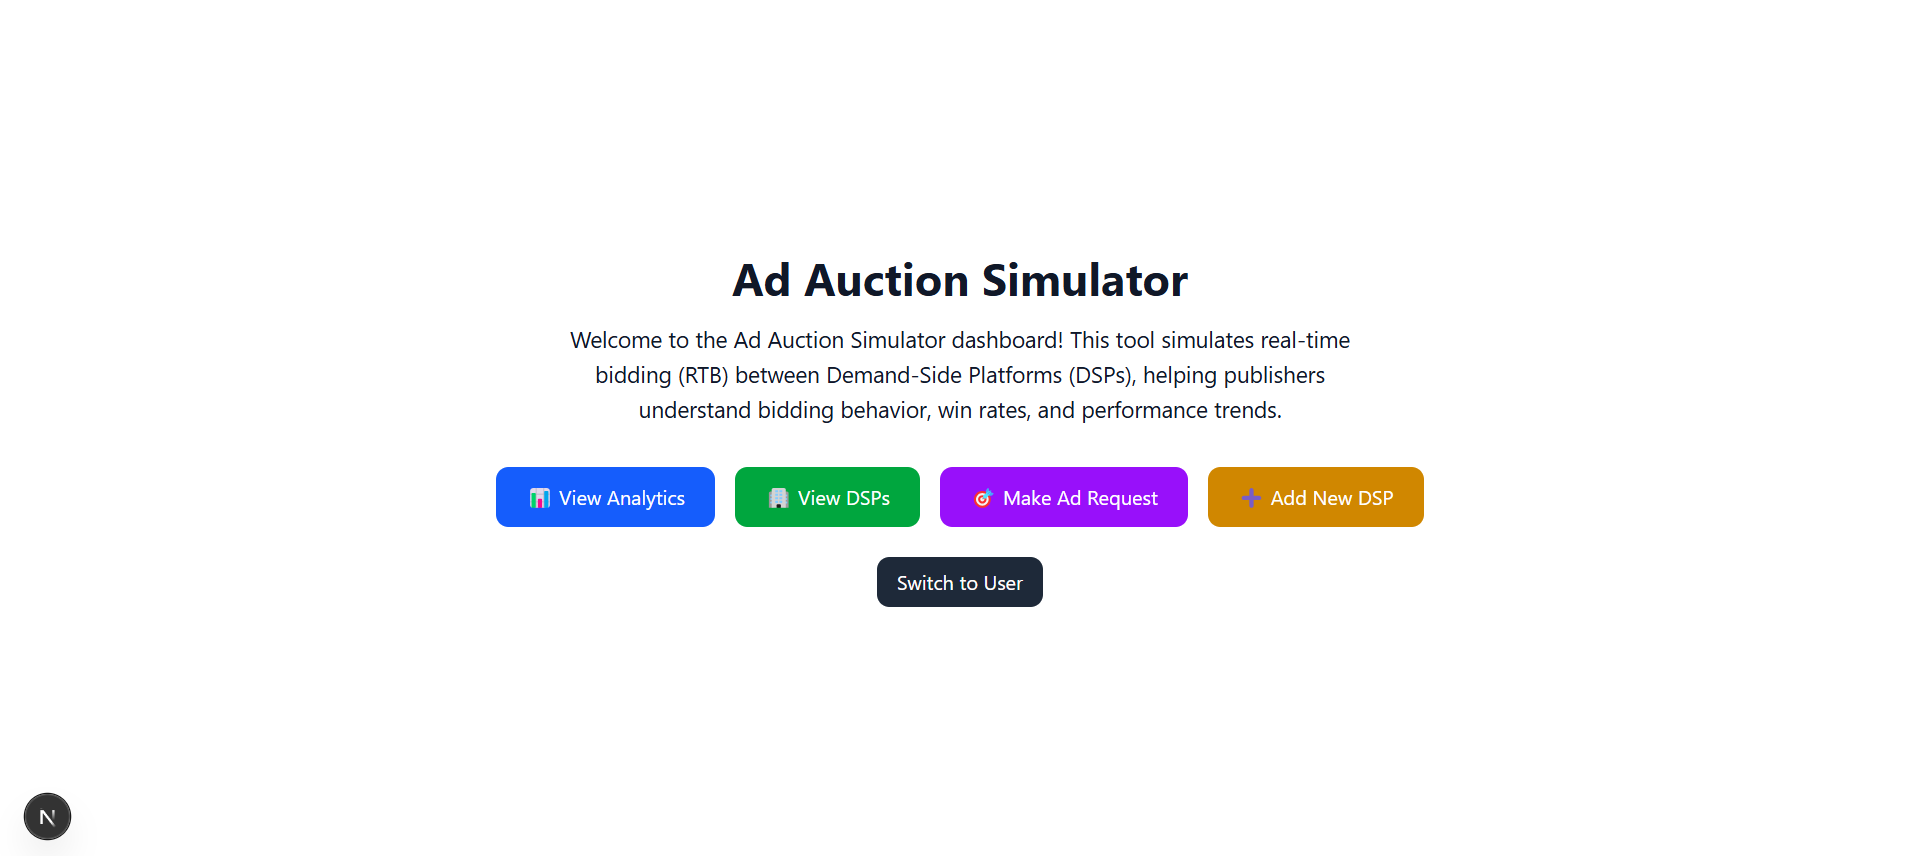 Ad Auction Simulator
Welcome to the Ad Auction Simulator dashboard! This tool simulates real-time
bidding (RTB) between Demand-Side Platforms (DSPs), helping publishers
understand bidding behavior, win rates, and performance trends.
📊 View Analytics
🏢 View DSPs
🎯 Make Ad Request
➕ Add New DSP
Switch to User
N